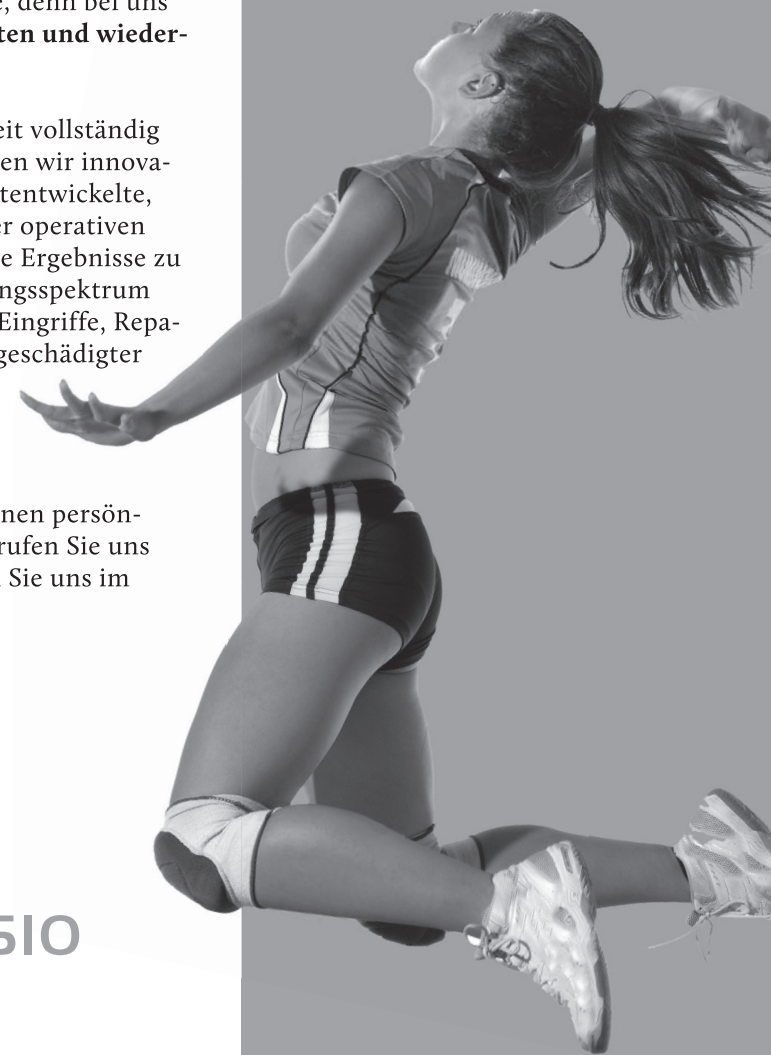 , denn bei uns
ten und wieder-
eit vollständig
en wir innova-
tentwickelte,
er operativen
e Ergebnisse zu
ngsspektrum
Eingriffe, Repa-
geschädigter
nen persön-
rufen Sie uns
Sie uns im
SIO